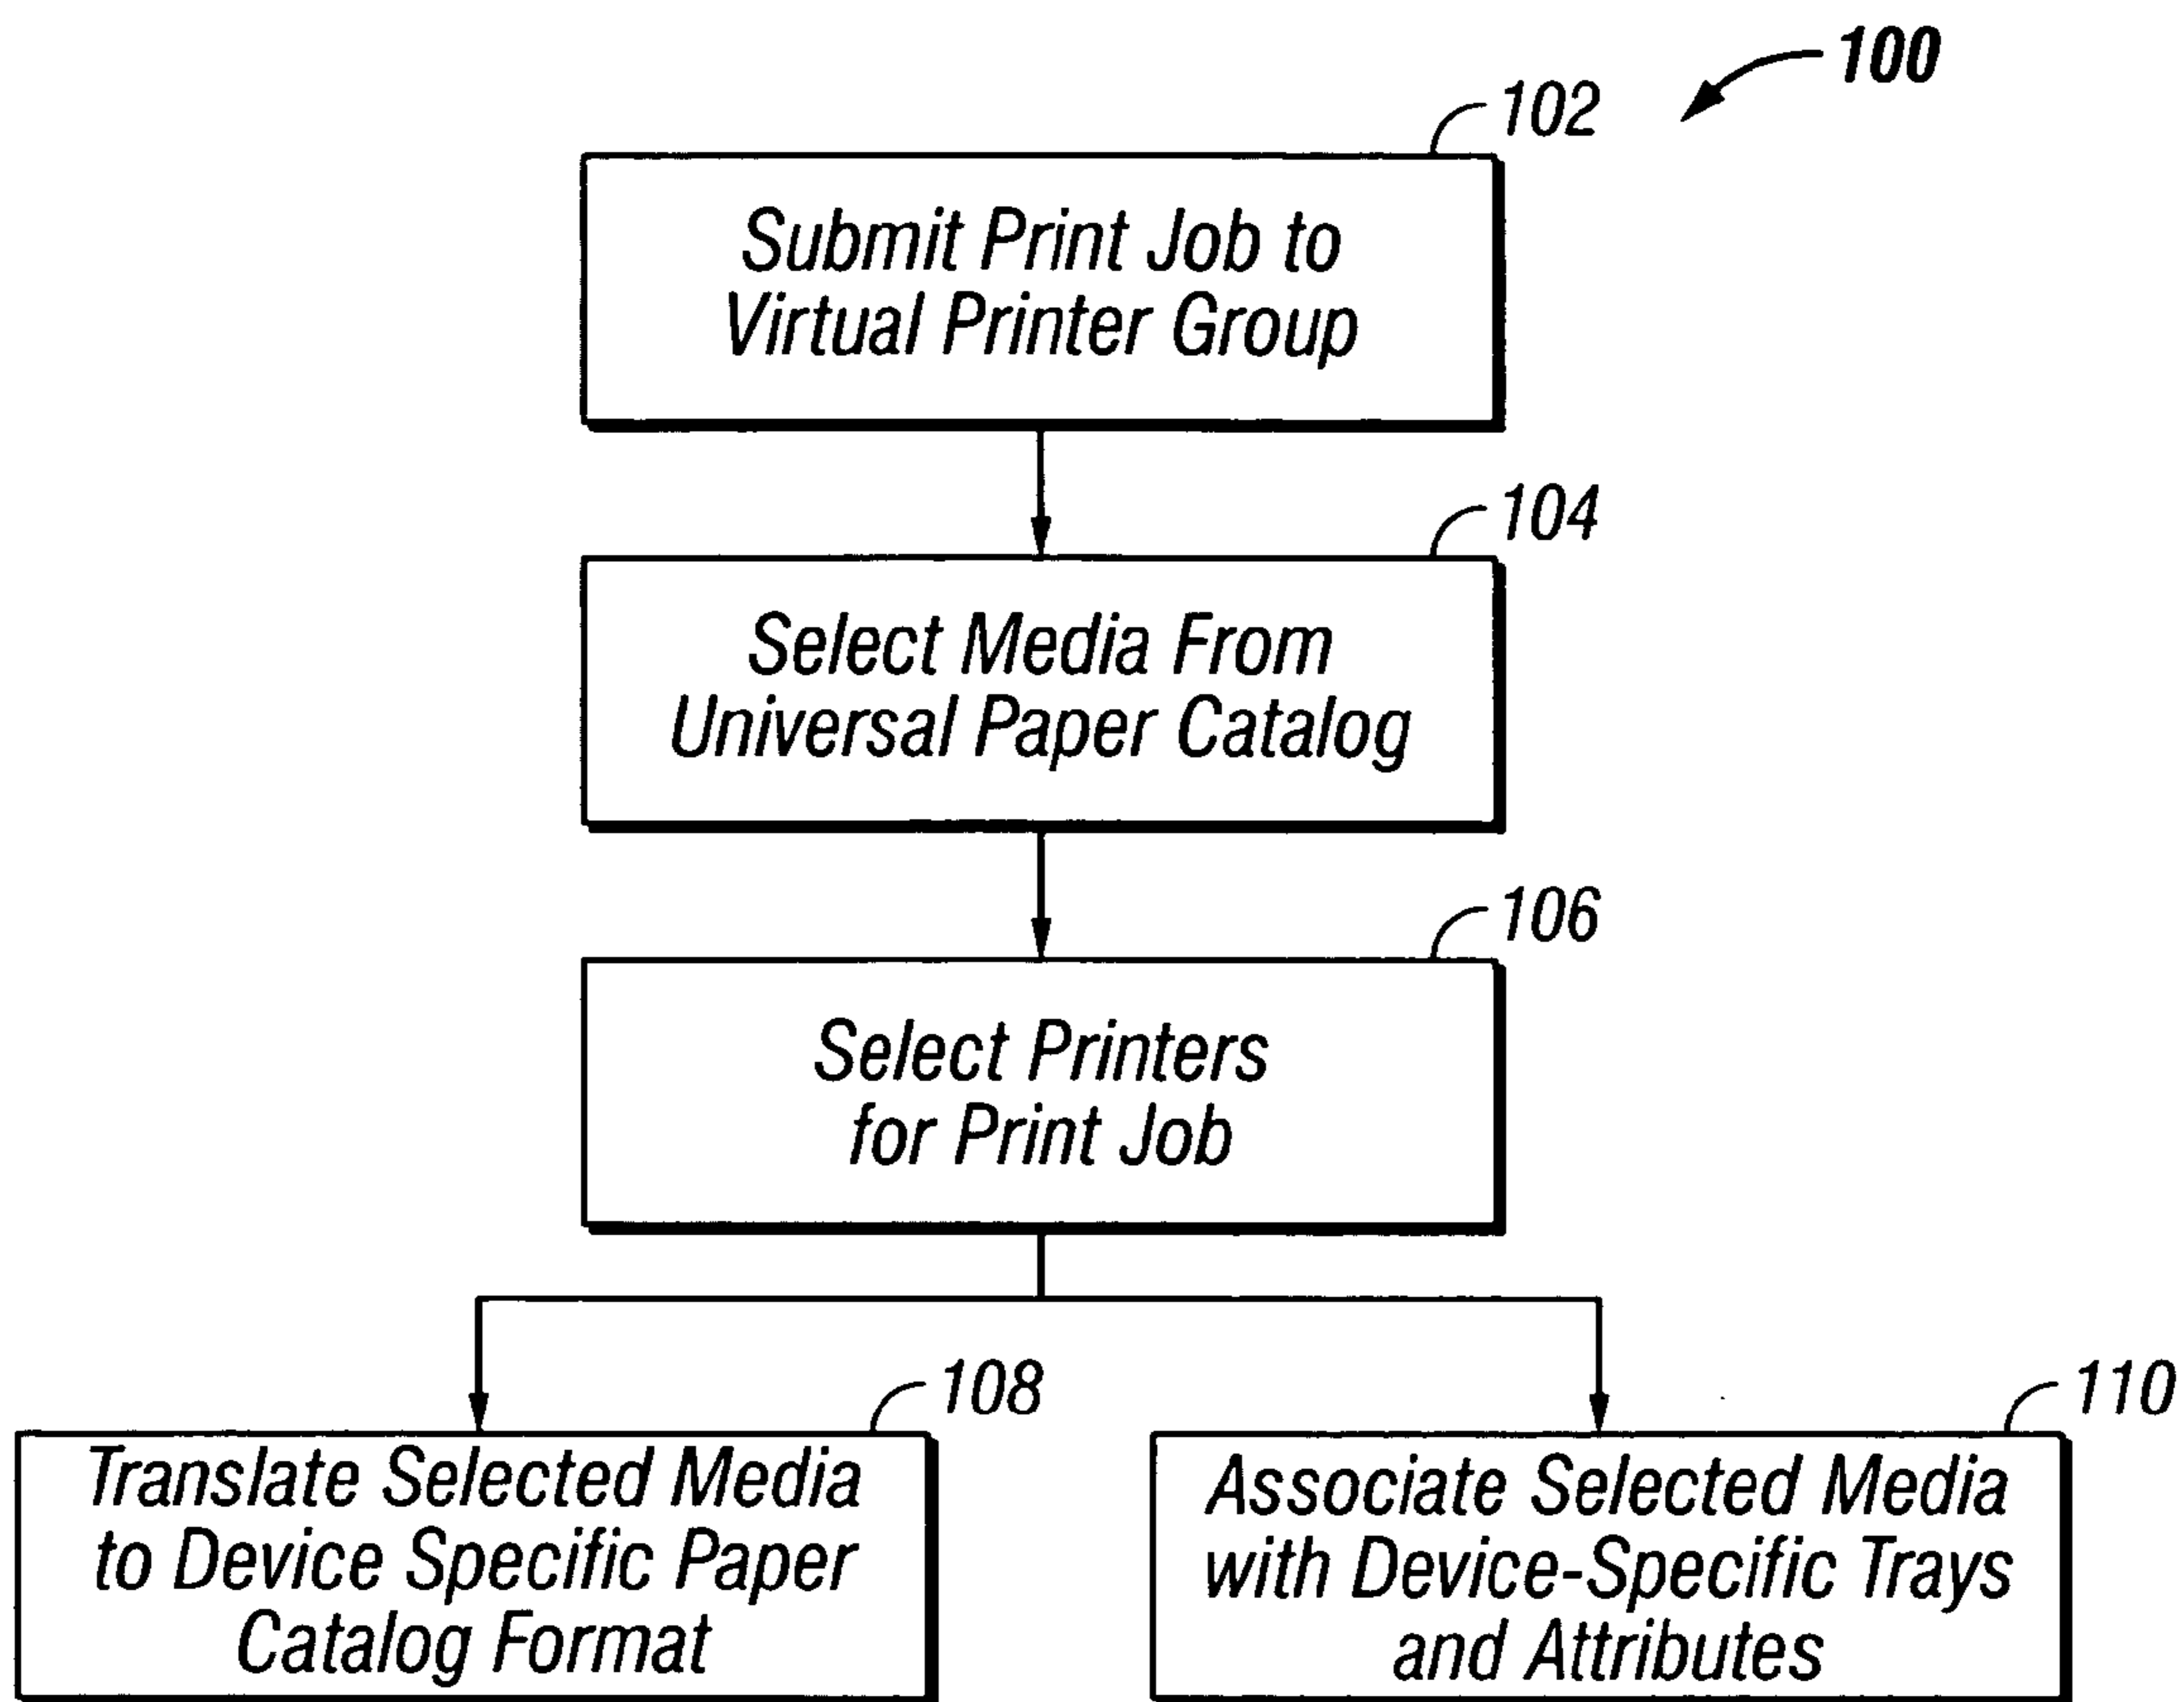 100
102
Submit Print Job to
Virtual Printer Group
104
Select Media From
Universal Paper Catalog
106
Select Printers
for Print Job
108
Translate Selected Media
to Device Specific Paper
Catalog Format
110
Associate Selected Media
with Device-Specific Trays
and Attributes